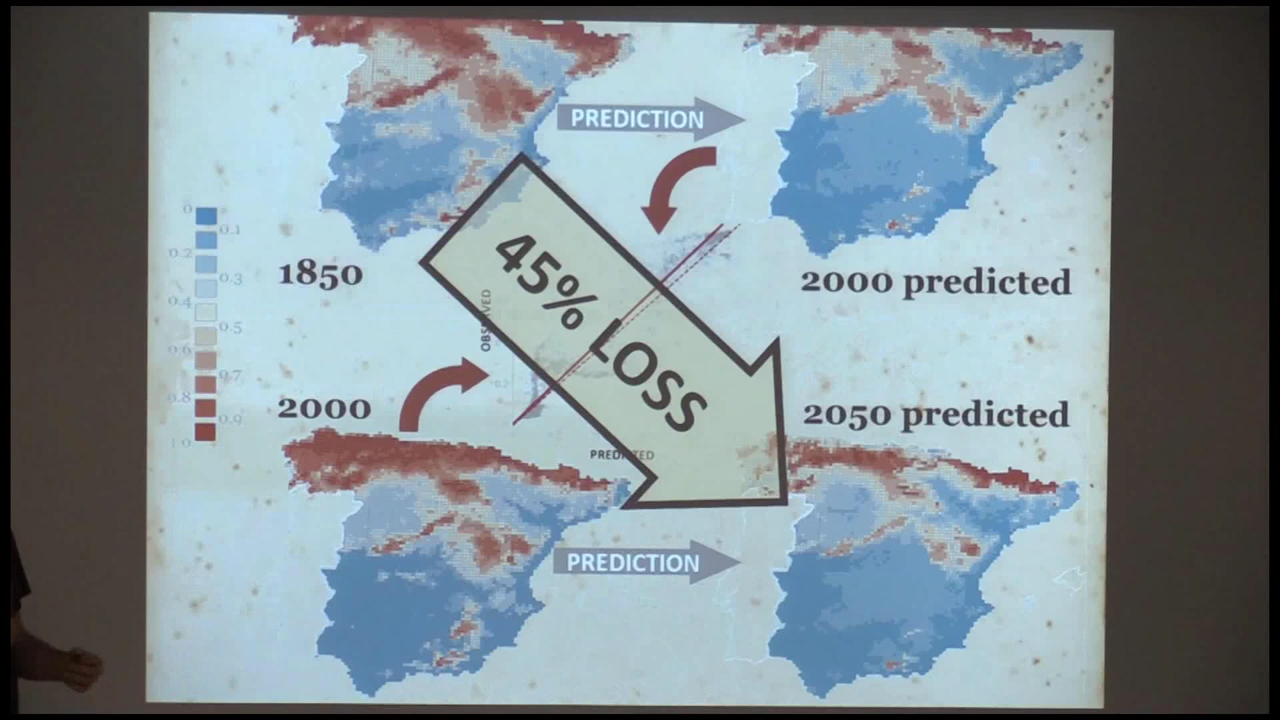 PREDICTION
0
0.1
0.2
0.3
0.4
0.5
0.6
0.7
0.8
0.9
1.0
1850
2000 predicted
45% LOSS
OBSERVED
2000
2050 predicted
PREDICTED
PREDICTION